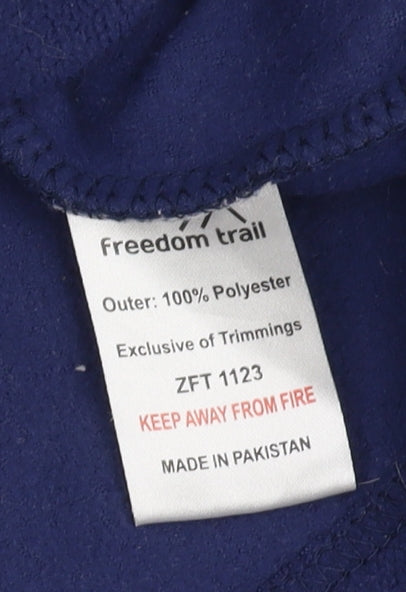 freedom trail
Outer: 100% Polyester
Exclusive of Trimmings
ZFT 1123
KEEP AWAY FROM FIRE
MADE IN PAKISTAN